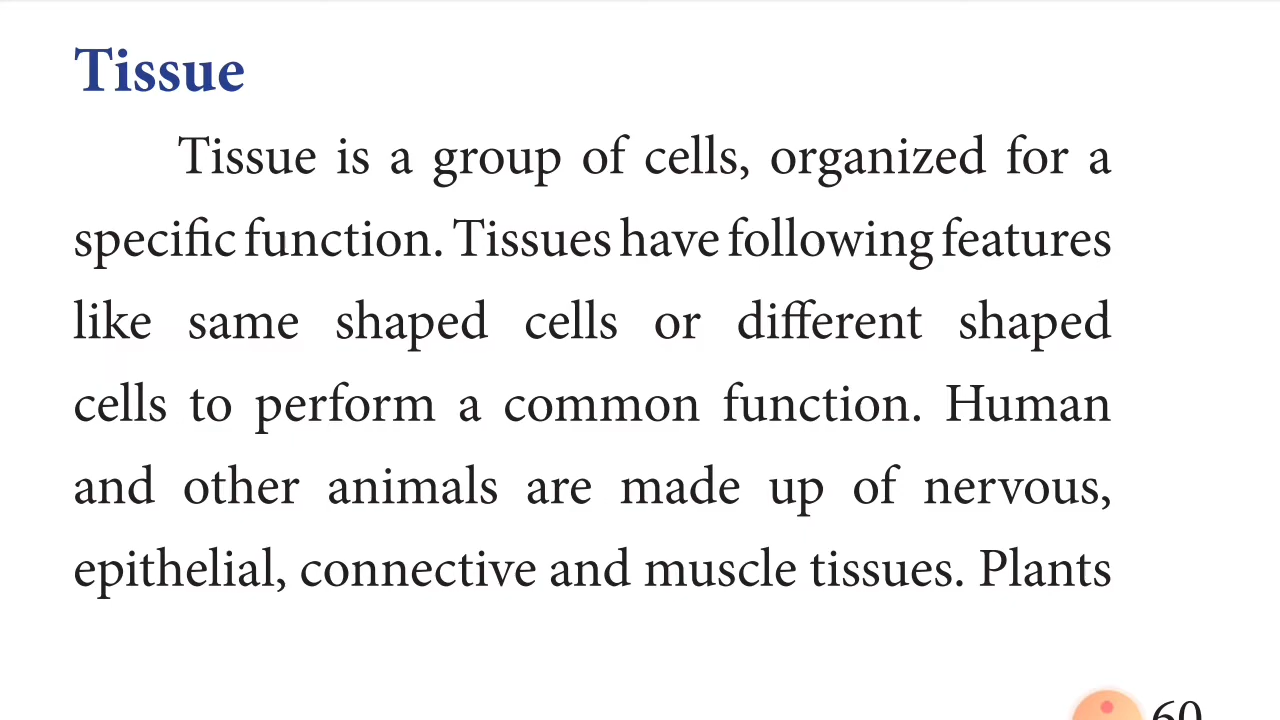 Tissue
Tissue is a group of cells, organized for a
specific function. Tissues have following features
like same shaped cells or different shaped
cells to perform a common function. Human
and other animals are made up of nervous,
epithelial, connective and muscle tissues. Plants
60